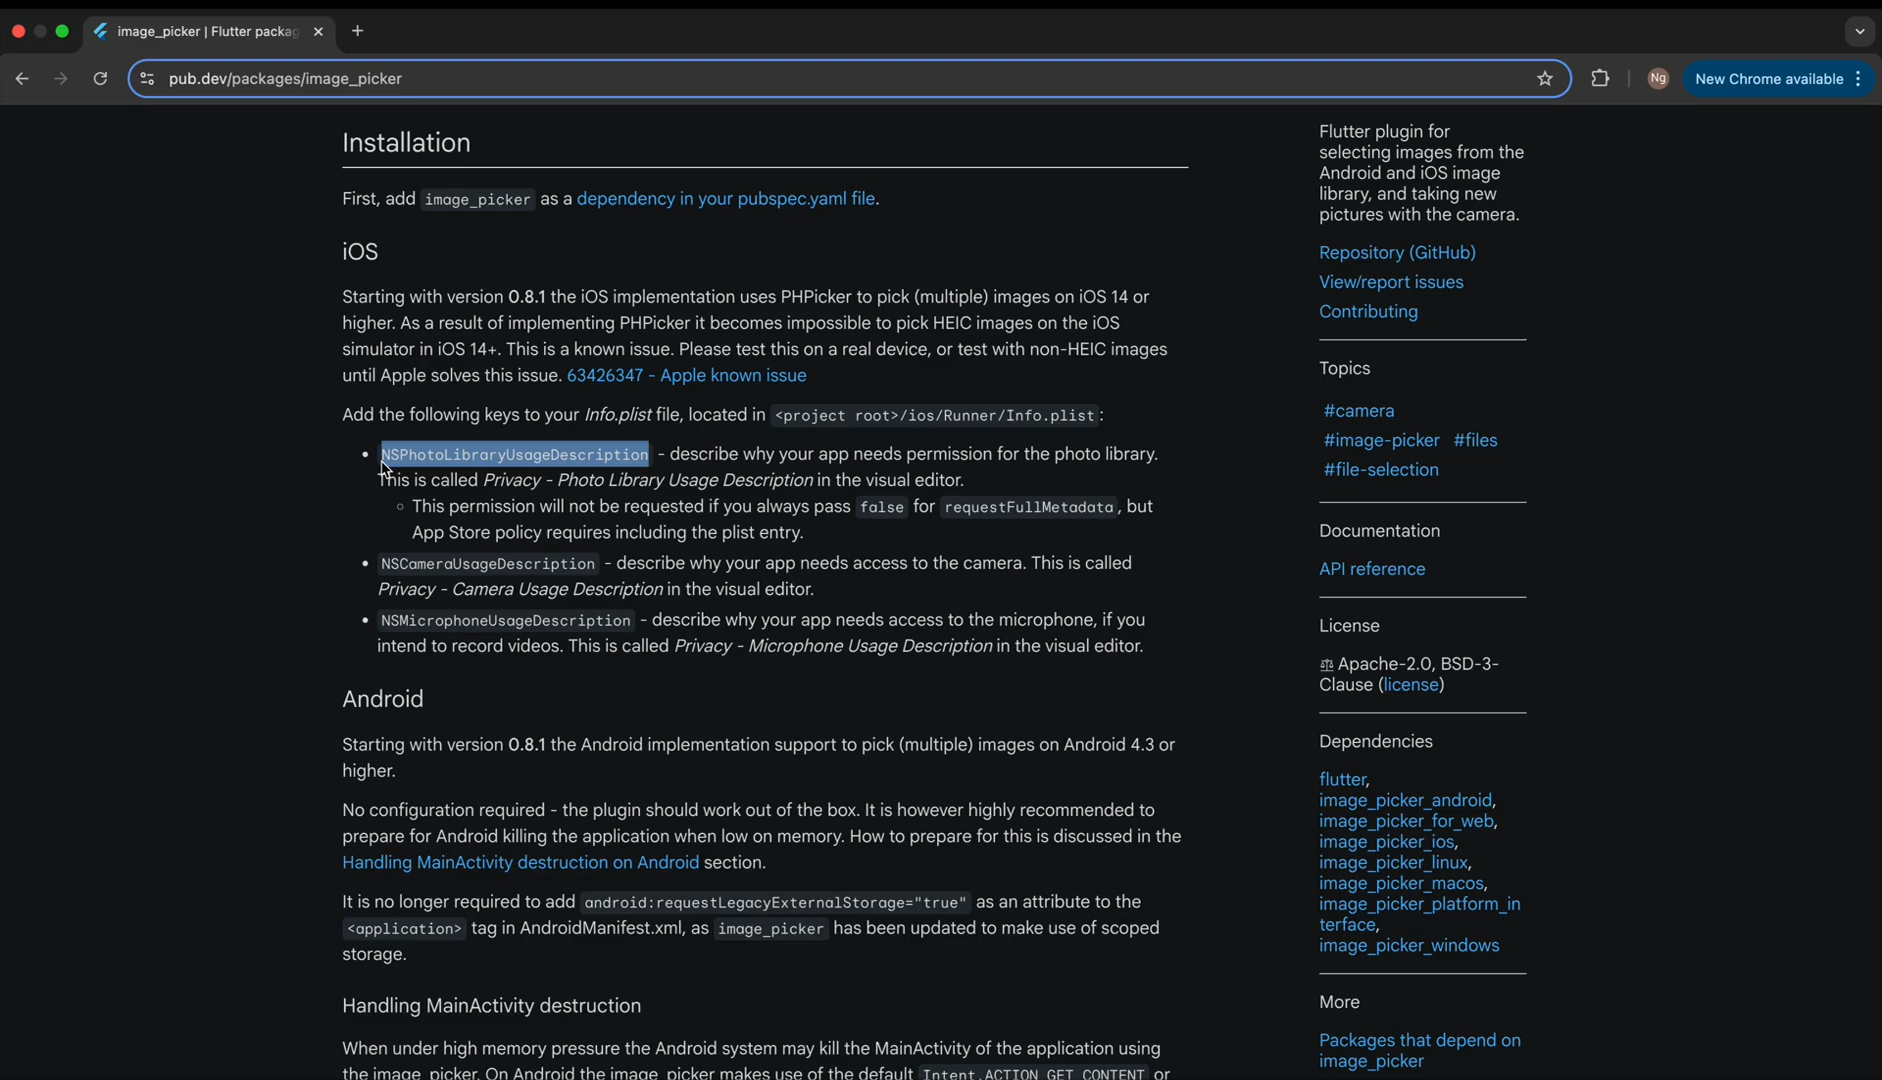 image_picker | Flutter packag
pub.dev/packages/image_picker
Ng
New Chrome available
Installation
First, add image_picker as a dependency in your pubspec.yaml file.
iOS
Starting with version 0.8.1 the iOS implementation uses PHPicker to pick (multiple) images on iOS 14 or
higher. As a result of implementing PHPicker it becomes impossible to pick HEIC images on the iOS
simulator in iOS 14+. This is a known issue. Please test this on a real device, or test with non-HEIC images
until Apple solves this issue. 63426347 - Apple known issue
Add the following keys to your Info.plist file, located in <project root>/ios/Runner/Info.plist:
• NSPhotoLibraryUsageDescription - describe why your app needs permission for the photo library.
This is called Privacy - Photo Library Usage Description in the visual editor.
◦ This permission will not be requested if you always pass false for requestFullMetadata, but
App Store policy requires including the plist entry.
• NSCameraUsageDescription - describe why your app needs access to the camera. This is called
Privacy - Camera Usage Description in the visual editor.
• NSMicrophoneUsageDescription - describe why your app needs access to the microphone, if you
intend to record videos. This is called Privacy - Microphone Usage Description in the visual editor.
Android
Starting with version 0.8.1 the Android implementation support to pick (multiple) images on Android 4.3 or
higher.
No configuration required - the plugin should work out of the box. It is however highly recommended to
prepare for Android killing the application when low on memory. How to prepare for this is discussed in the
Handling MainActivity destruction on Android section.
It is no longer required to add android:requestLegacyExternalStorage="true" as an attribute to the
<application> tag in AndroidManifest.xml, as image_picker has been updated to make use of scoped
storage.
Handling MainActivity destruction
When under high memory pressure the Android system may kill the MainActivity of the application using
the image_picker. On Android the image_picker makes use of the default Intent.ACTION_GET_CONTENT or
Flutter plugin for
selecting images from the
Android and iOS image
library, and taking new
pictures with the camera.
Repository (GitHub)
View/report issues
Contributing
Topics
#camera
#image-picker #files
#file-selection
Documentation
API reference
License
Apache-2.0, BSD-3-
Clause (license)
Dependencies
flutter,
image_picker_android,
image_picker_for_web,
image_picker_ios,
image_picker_linux,
image_picker_macos,
image_picker_platform_in
terface,
image_picker_windows
More
Packages that depend on
image_picker